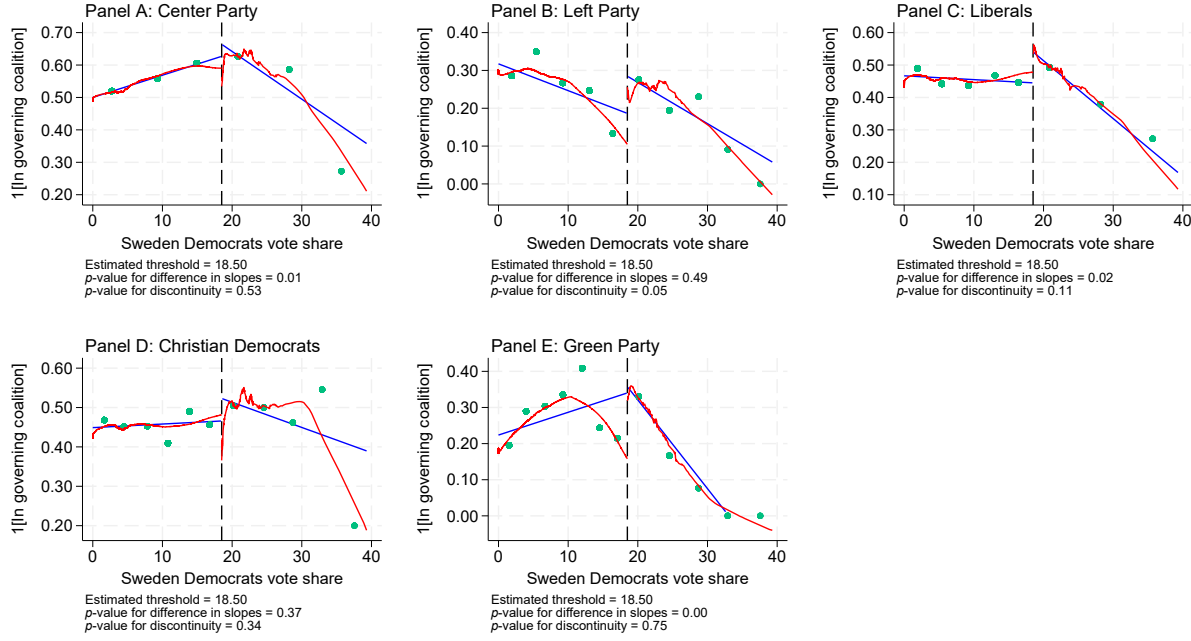 Panel A: Center Party
1[In governing coalition]
0.70
0.60
0.50
0.40
0.30
0.20
0 10 20 30 40
Sweden Democrats vote share
Estimated threshold = 18.50
p-value for difference in slopes = 0.01
p-value for discontinuity = 0.53
Panel B: Left Party
1[In governing coalition]
0.40
0.30
0.20
0.10
0.00
0 10 20 30 40
Sweden Democrats vote share
Estimated threshold = 18.50
p-value for difference in slopes = 0.49
p-value for discontinuity = 0.05
Panel C: Liberals
1[In governing coalition]
0.60
0.50
0.40
0.30
0.20
0.10
0 10 20 30 40
Sweden Democrats vote share
Estimated threshold = 18.50
p-value for difference in slopes = 0.02
p-value for discontinuity = 0.11
Panel D: Christian Democrats
1[In governing coalition]
0.60
0.50
0.40
0.30
0.20
0 10 20 30 40
Sweden Democrats vote share
Estimated threshold = 18.50
p-value for difference in slopes = 0.37
p-value for discontinuity = 0.34
Panel E: Green Party
1[In governing coalition]
0.40
0.30
0.20
0.10
0.00
0 10 20 30 40
Sweden Democrats vote share
Estimated threshold = 18.50
p-value for difference in slopes = 0.00
p-value for discontinuity = 0.75